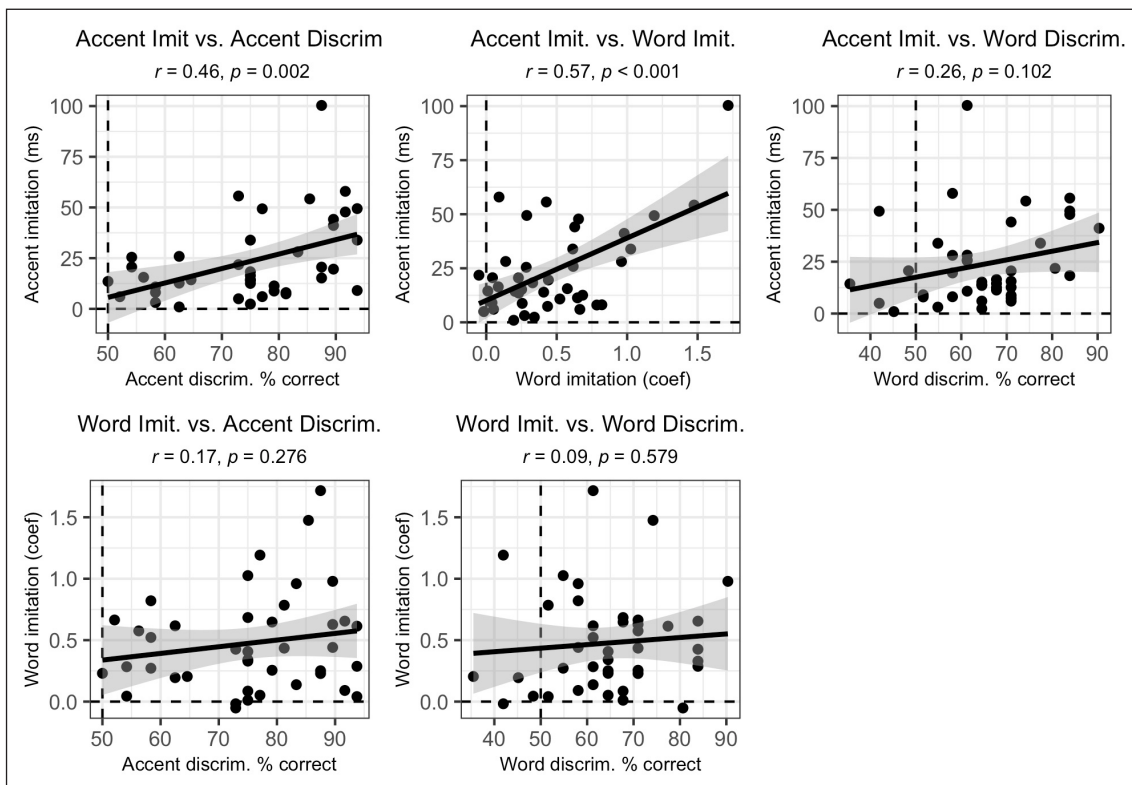 Accent Imit vs. Accent Discrim
r = 0.46, p = 0.002
100
75
50
25
0
Accent imitation (ms)
50 60 70 80 90
Accent discrim. % correct
Accent Imit. vs. Word Imit.
r = 0.57, p < 0.001
100
75
50
25
0
Accent imitation (ms)
0.0 0.5 1.0 1.5
Word imitation (coef)
Accent Imit. vs. Word Discrim.
r = 0.26, p = 0.102
100
75
50
25
0
Accent imitation (ms)
40 50 60 70 80 90
Word discrim. % correct
Word Imit. vs. Accent Discrim.
r = 0.17, p = 0.276
1.5
1.0
0.5
0.0
Word imitation (coef)
50 60 70 80 90
Accent discrim. % correct
Word Imit. vs. Word Discrim.
r = 0.09, p = 0.579
1.5
1.0
0.5
0.0
Word imitation (coef)
40 50 60 70 80 90
Word discrim. % correct